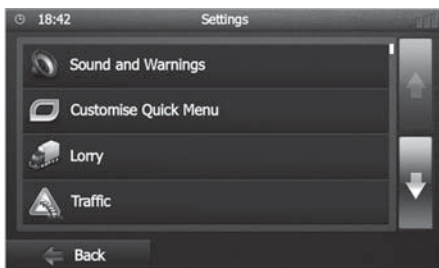 18:42 Settings
Sound and Warnings
Customise Quick Menu
Lorry
Traffic
Back